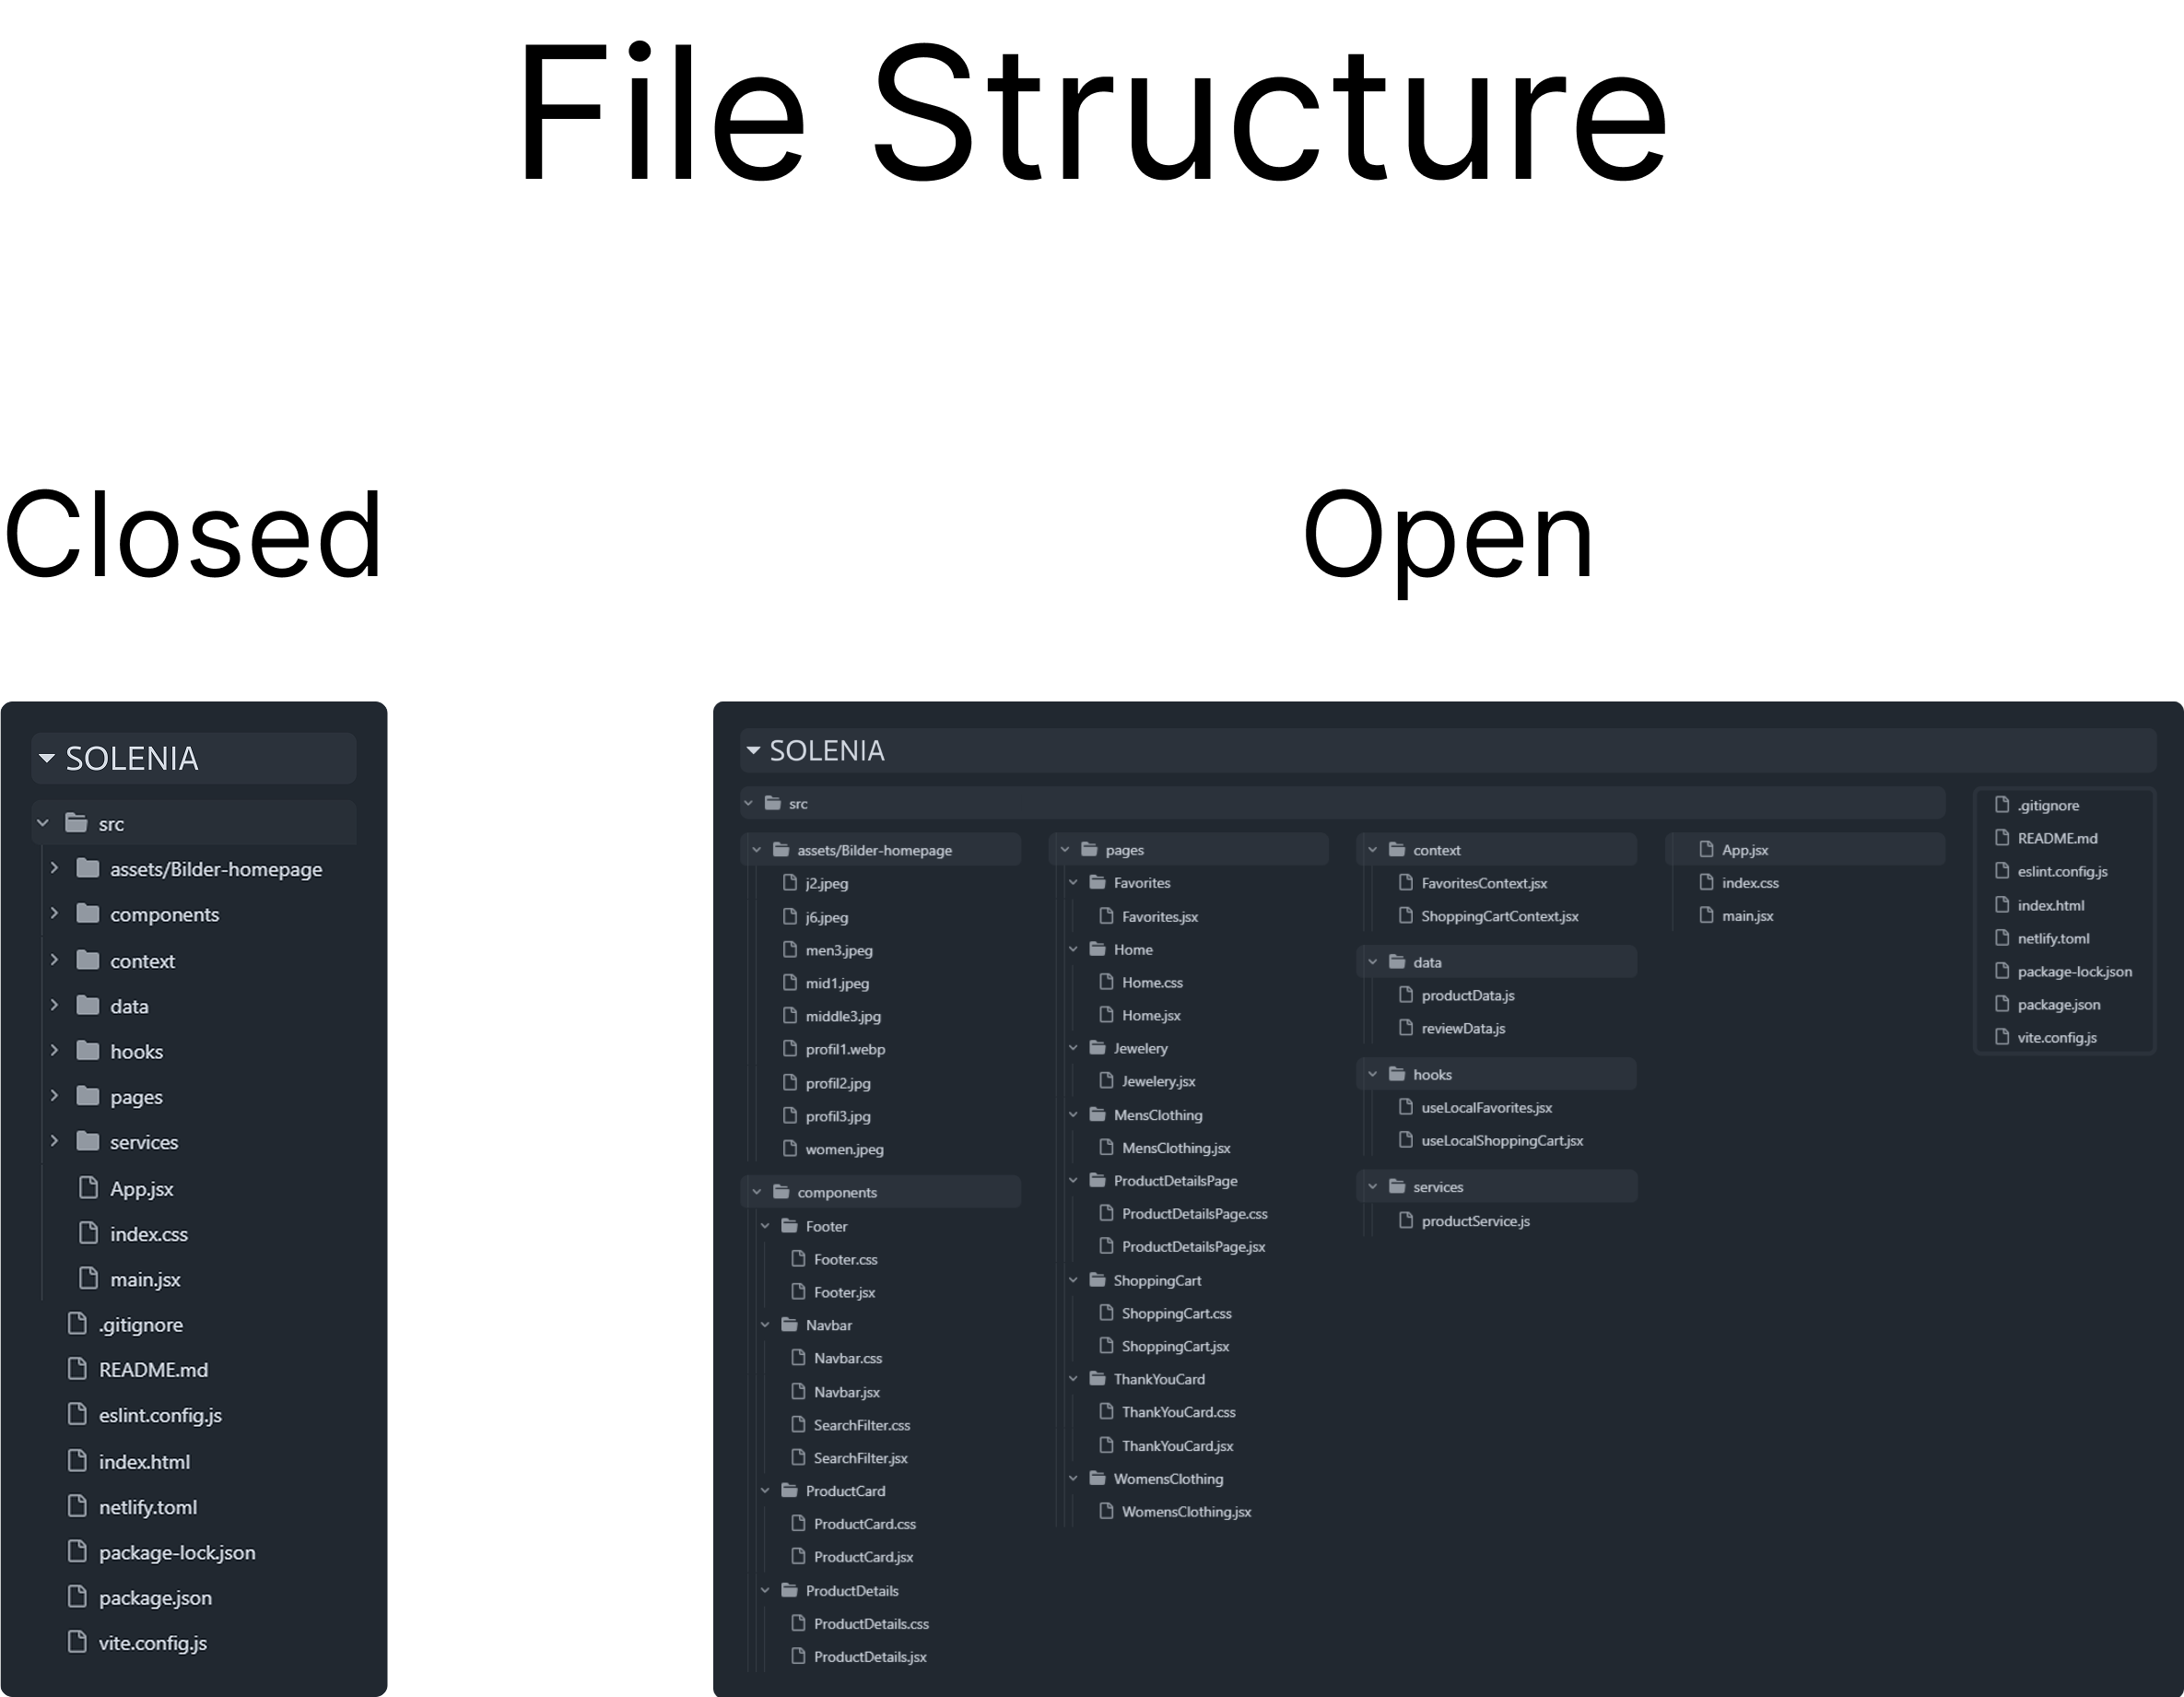 File Structure
Closed
Open
SOLENIA
src
assets/Bilder-homepage
components
context
data
hooks
pages
services
App.jsx
index.css
main.jsx
.gitignore
README.md
eslint.config.js
index.html
netlify.toml
package-lock.json
package.json
vite.config.js
SOLENIA
src
assets/Bilder-homepage
j2.jpeg
j6.jpeg
men3.jpeg
mid1.jpeg
middle3.jpg
profil1.webp
profil2.jpg
profil3.jpg
women.jpeg
components
Footer
Footer.css
Footer.jsx
Navbar
Navbar.css
Navbar.jsx
SearchFilter.css
SearchFilter.jsx
ProductCard
ProductCard.css
ProductCard.jsx
ProductDetails
ProductDetails.css
ProductDetails.jsx
pages
Favorites
Favorites.jsx
Home
Home.css
Home.jsx
Jewelery
Jewelery.jsx
MensClothing
MensClothing.jsx
ProductDetailsPage
ProductDetailsPage.css
ProductDetailsPage.jsx
ShoppingCart
ShoppingCart.css
ShoppingCart.jsx
ThankYouCard
ThankYouCard.css
ThankYouCard.jsx
WomensClothing
WomensClothing.jsx
context
FavoritesContext.jsx
ShoppingCartContext.jsx
data
productData.js
reviewData.js
hooks
useLocalFavorites.jsx
useLocalShoppingCart.jsx
services
productService.js
App.jsx
index.css
main.jsx
.gitignore
README.md
eslint.config.js
index.html
netlify.toml
package-lock.json
package.json
vite.config.js